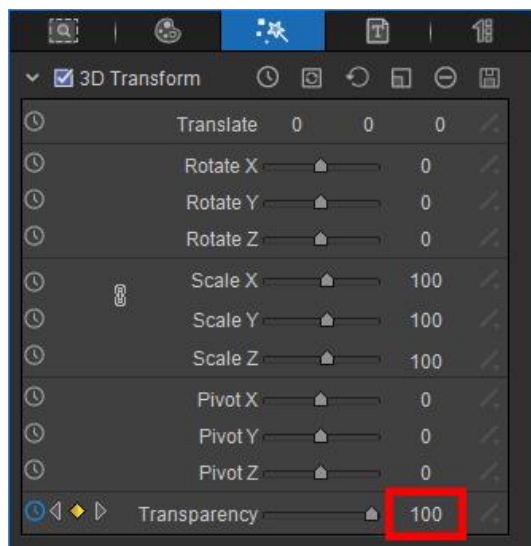 3D Transform
Translate 0 0 0
Rotate X 0
Rotate Y 0
Rotate Z 0
Scale X 100
Scale Y 100
Scale Z 100
Pivot X 0
Pivot Y 0
Pivot Z 0
Transparency 100